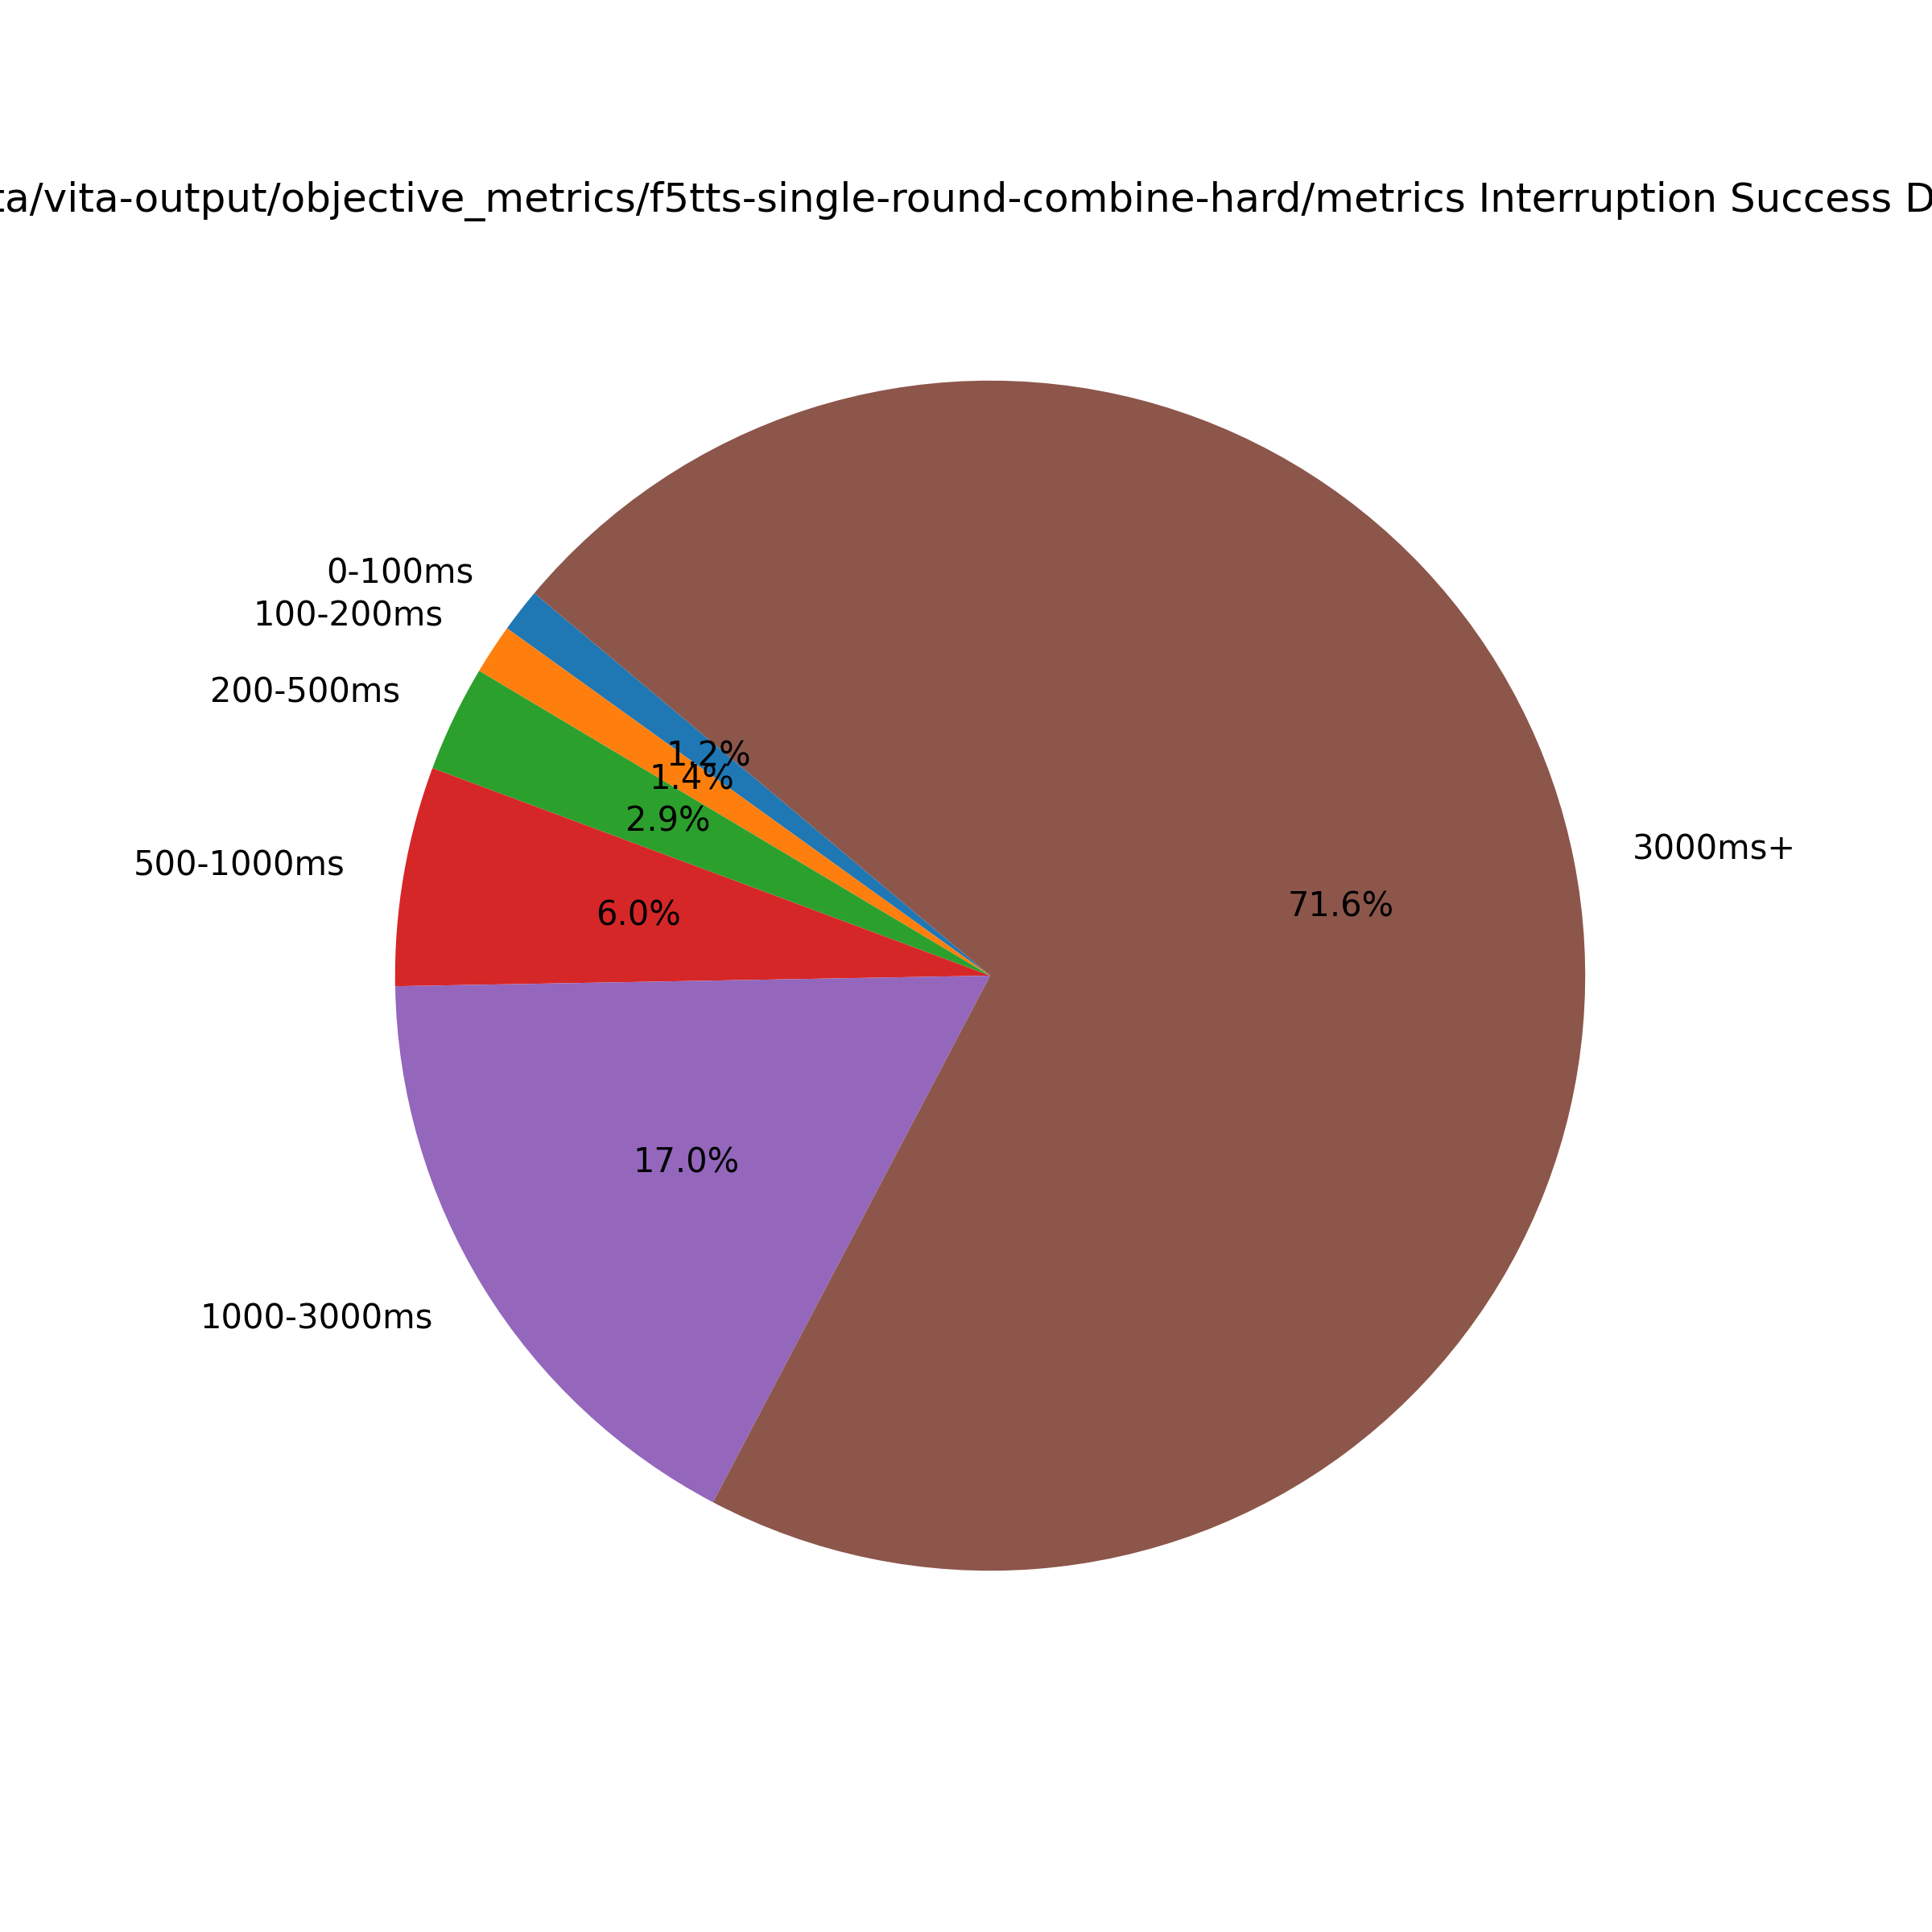 ta/vita-output/objective_metrics/f5tts-single-round-combine-hard/metrics Interruption Success D
0-100ms
100-200ms
200-500ms
500-1000ms
1000-3000ms
3000ms+
1.2%
1.4%
2.9%
6.0%
17.0%
71.6%